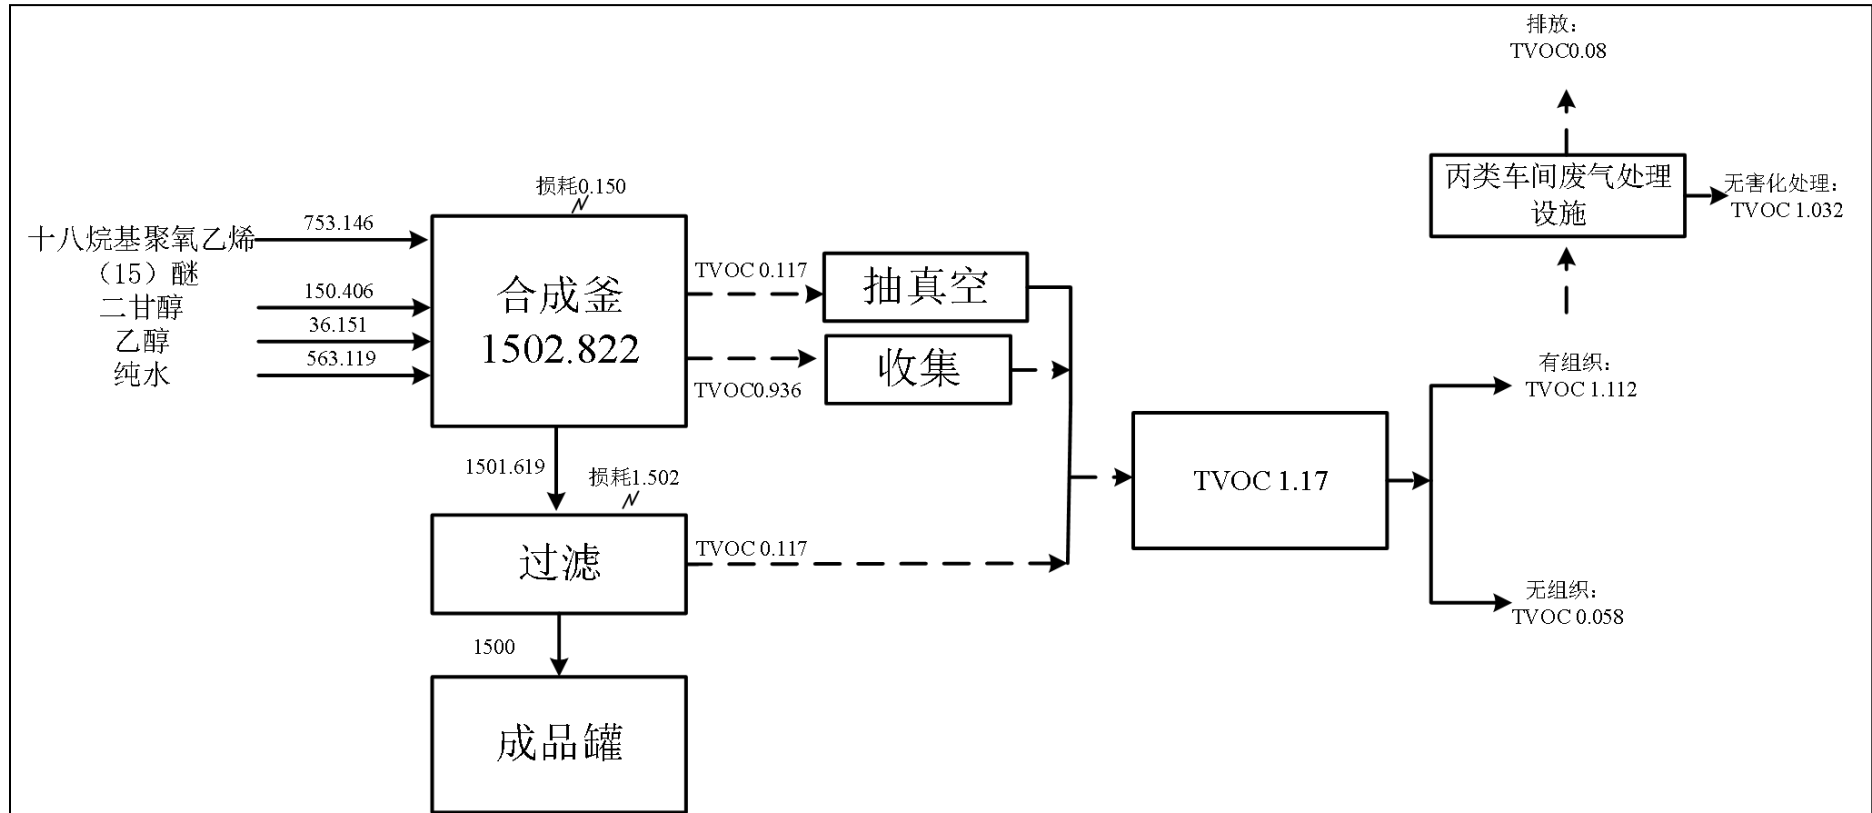 排放：
TVOC0.08
丙类车间废气处理
设施
无害化处理：
TVOC 1.032
损耗0.150
十八烷基聚氧乙烯
（15）醚
753.146
二甘醇
150.406
乙醇
36.151
纯水
563.119
合成釜
1502.822
TVOC 0.117
抽真空
TVOC0.936
收集
有组织：
TVOC 1.112
1501.619
损耗1.502
TVOC 1.17
过滤
TVOC 0.117
无组织：
TVOC 0.058
1500
成品罐